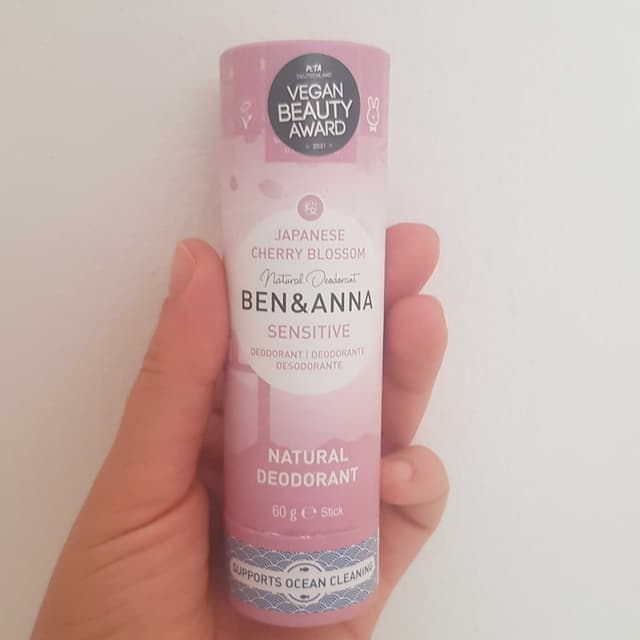 PeTA
DEUTSCHLAND
VEGAN
BEAUTY
AWARD
2021
桜
JAPANESE
CHERRY BLOSSOM
Natural Deodorant
BEN&ANNA
SENSITIVE
DEODORANT | DEODORANTE
DESODORANTE
NATURAL
DEODORANT
60 g ℮ Stick
SUPPORTS OCEAN CLEANING